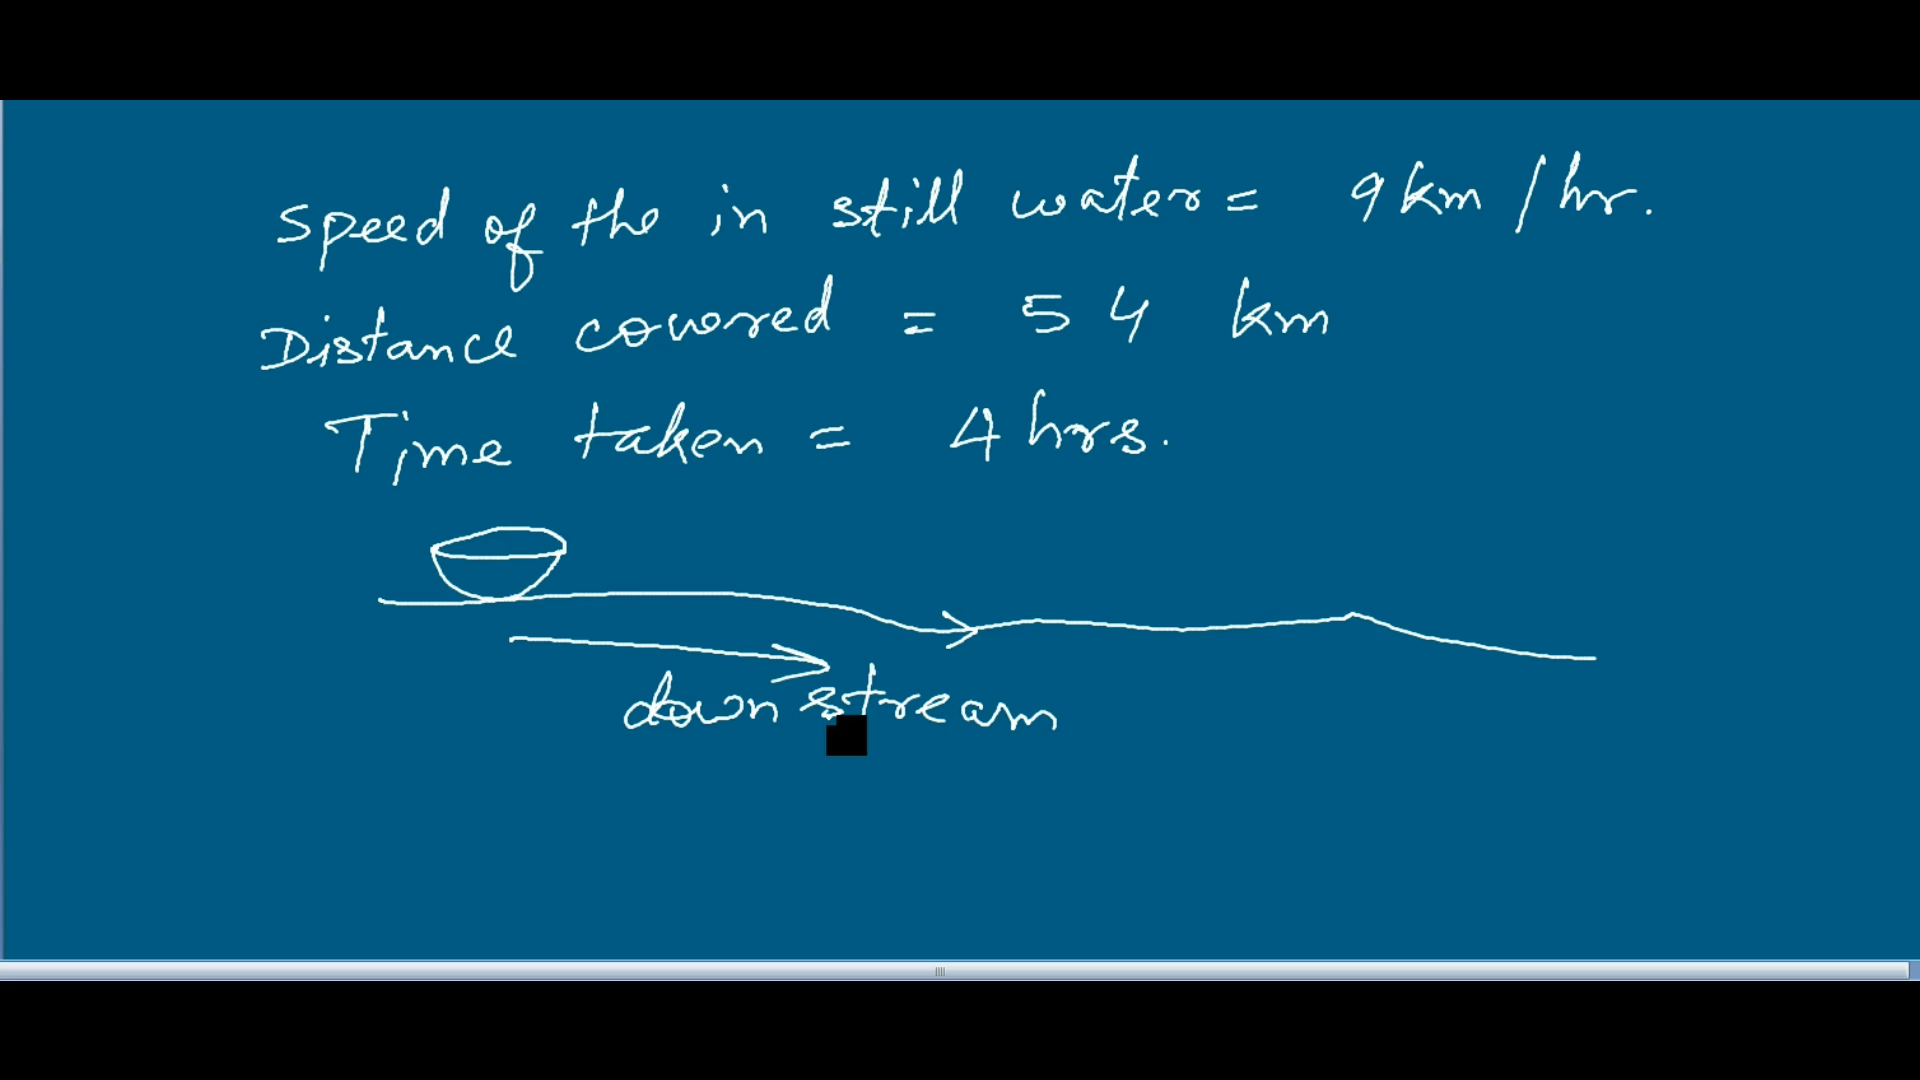 speed of the in still water = 9 km / hr.
Distance covered = 54 km
Time taken = 4 hrs.
down stream